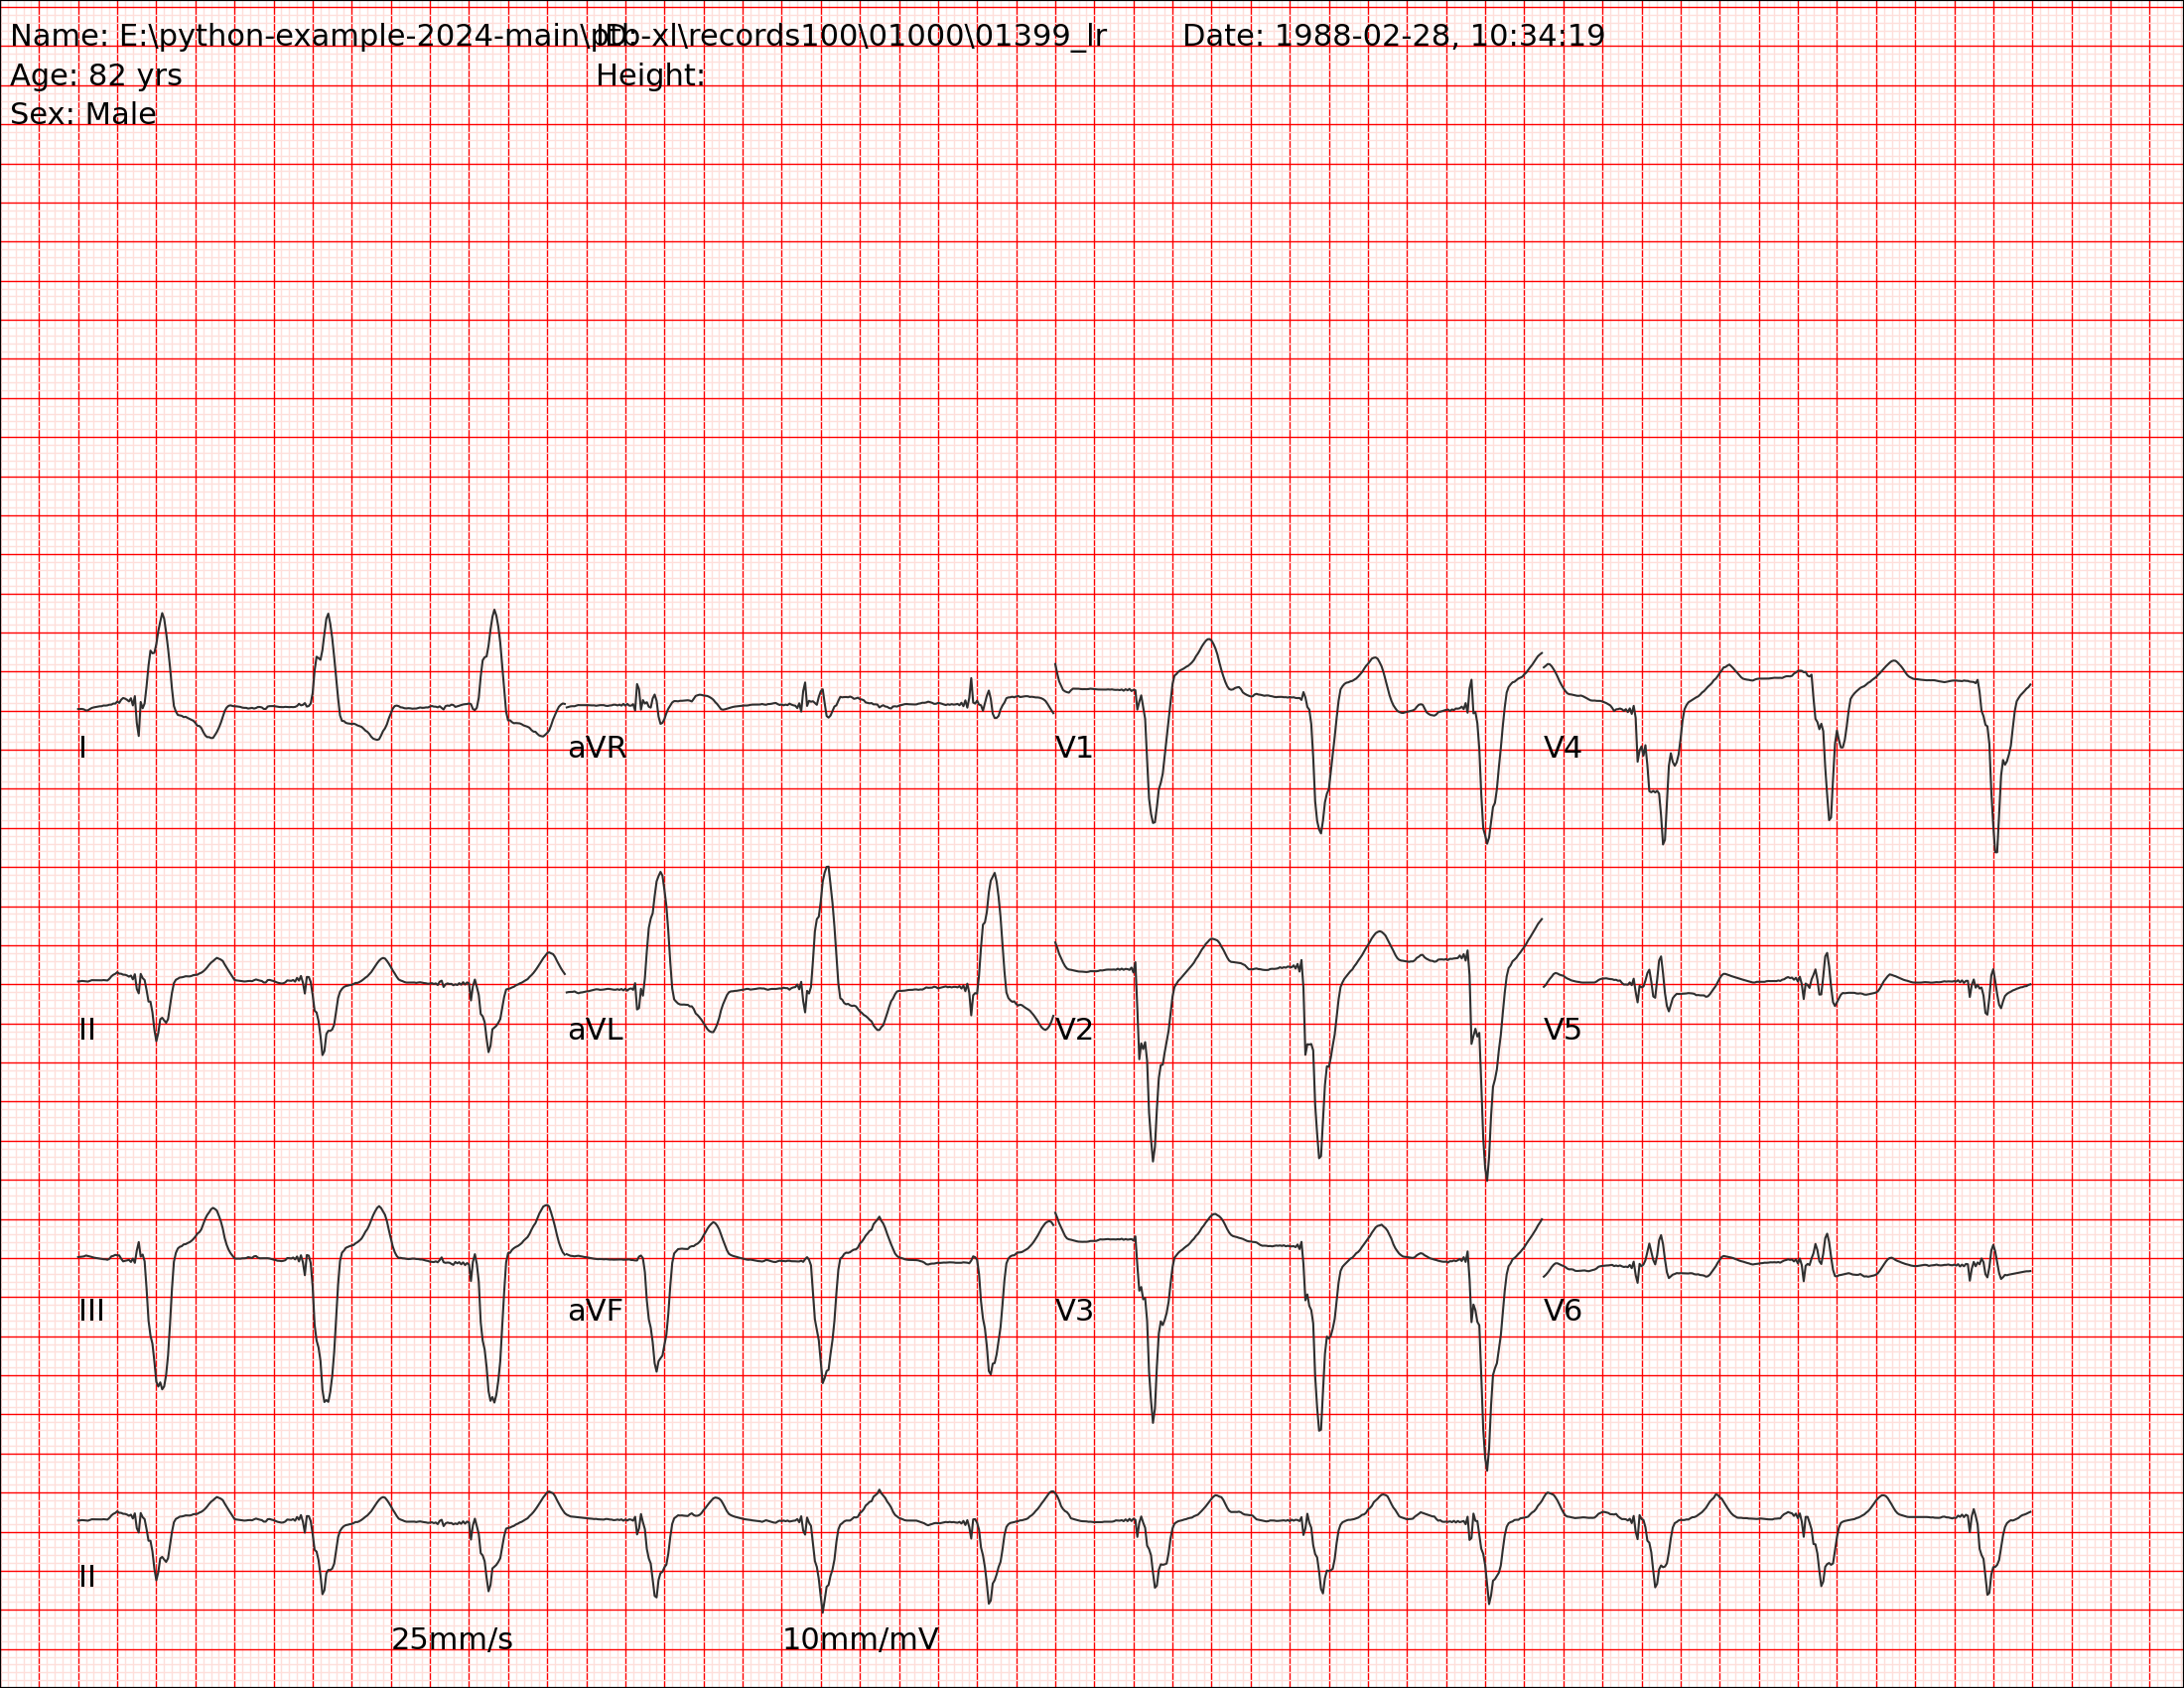 Name: E:\python-example-2024-main\ptb-xl\records100\01000\01399_lr ID: Date: 1988-02-28, 10:34:19
Age: 82 yrs Height:
Sex: Male
I aVR V1 V4
II aVL V2 V5
III aVF V3 V6
II
25mm/s 10mm/mV